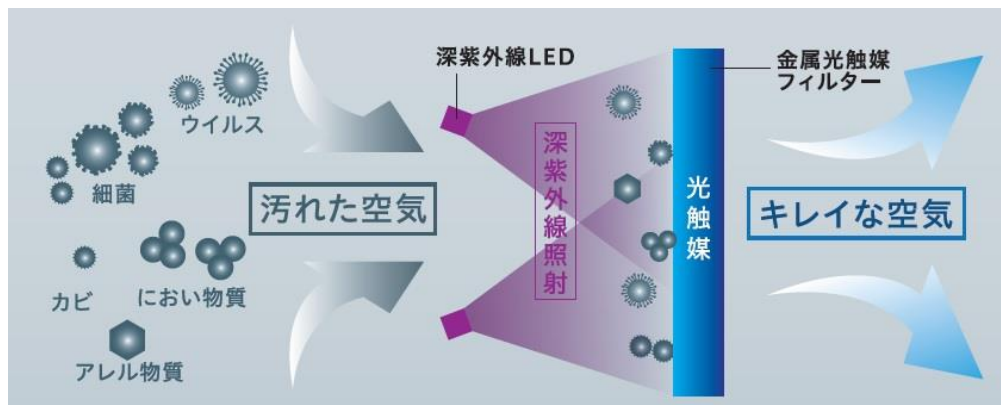 ウイルス
細菌
カビ
におい物質
アレル物質
汚れた空気
深紫外線LED
深紫外線照射
光触媒
金属光触媒
フィルター
キレイな空気